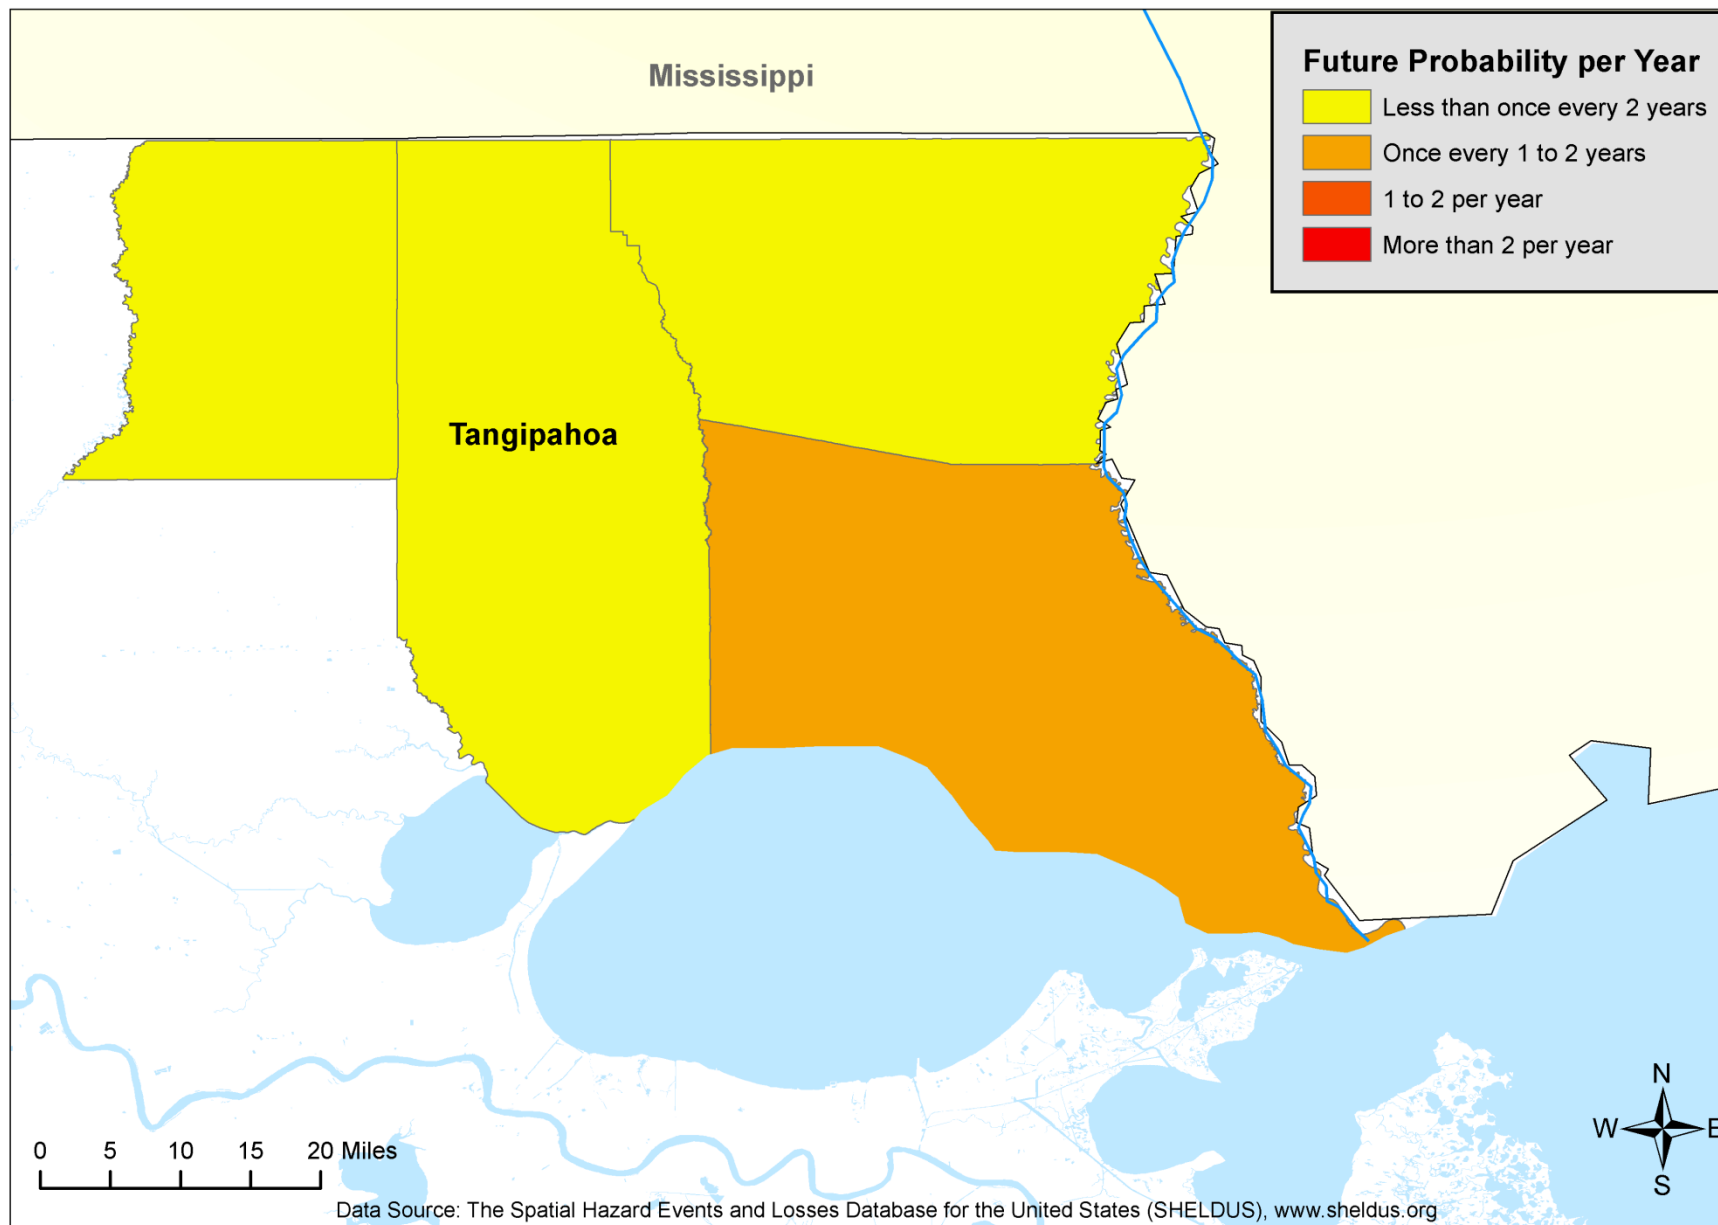 Mississippi
Future Probability per Year
Less than once every 2 years
Once every 1 to 2 years
1 to 2 per year
More than 2 per year
Tangipahoa
N
W E
S
0 5 10 15 20 Miles
Data Source: The Spatial Hazard Events and Losses Database for the United States (SHELDUS), www.sheldus.org